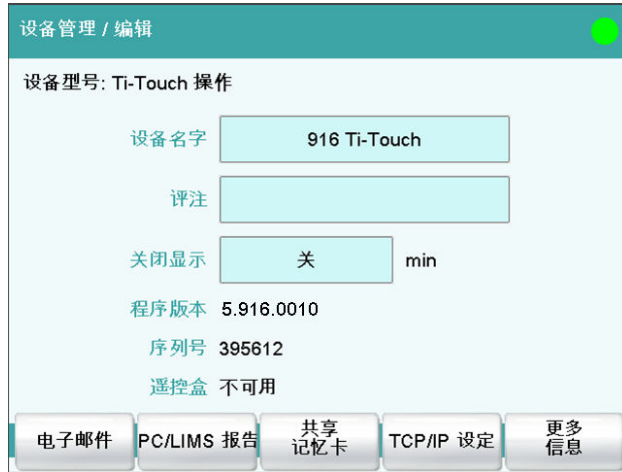 设备管理 / 编辑
设备型号: Ti-Touch 操作
设备名字 916 Ti-Touch
评注
关闭显示 关 min
程序版本 5.916.0010
序列号 395612
遥控盒 不可用
电子邮件 PC/LIMS 报告 共享 TCP/IP 设定 更多
记忆卡 信息